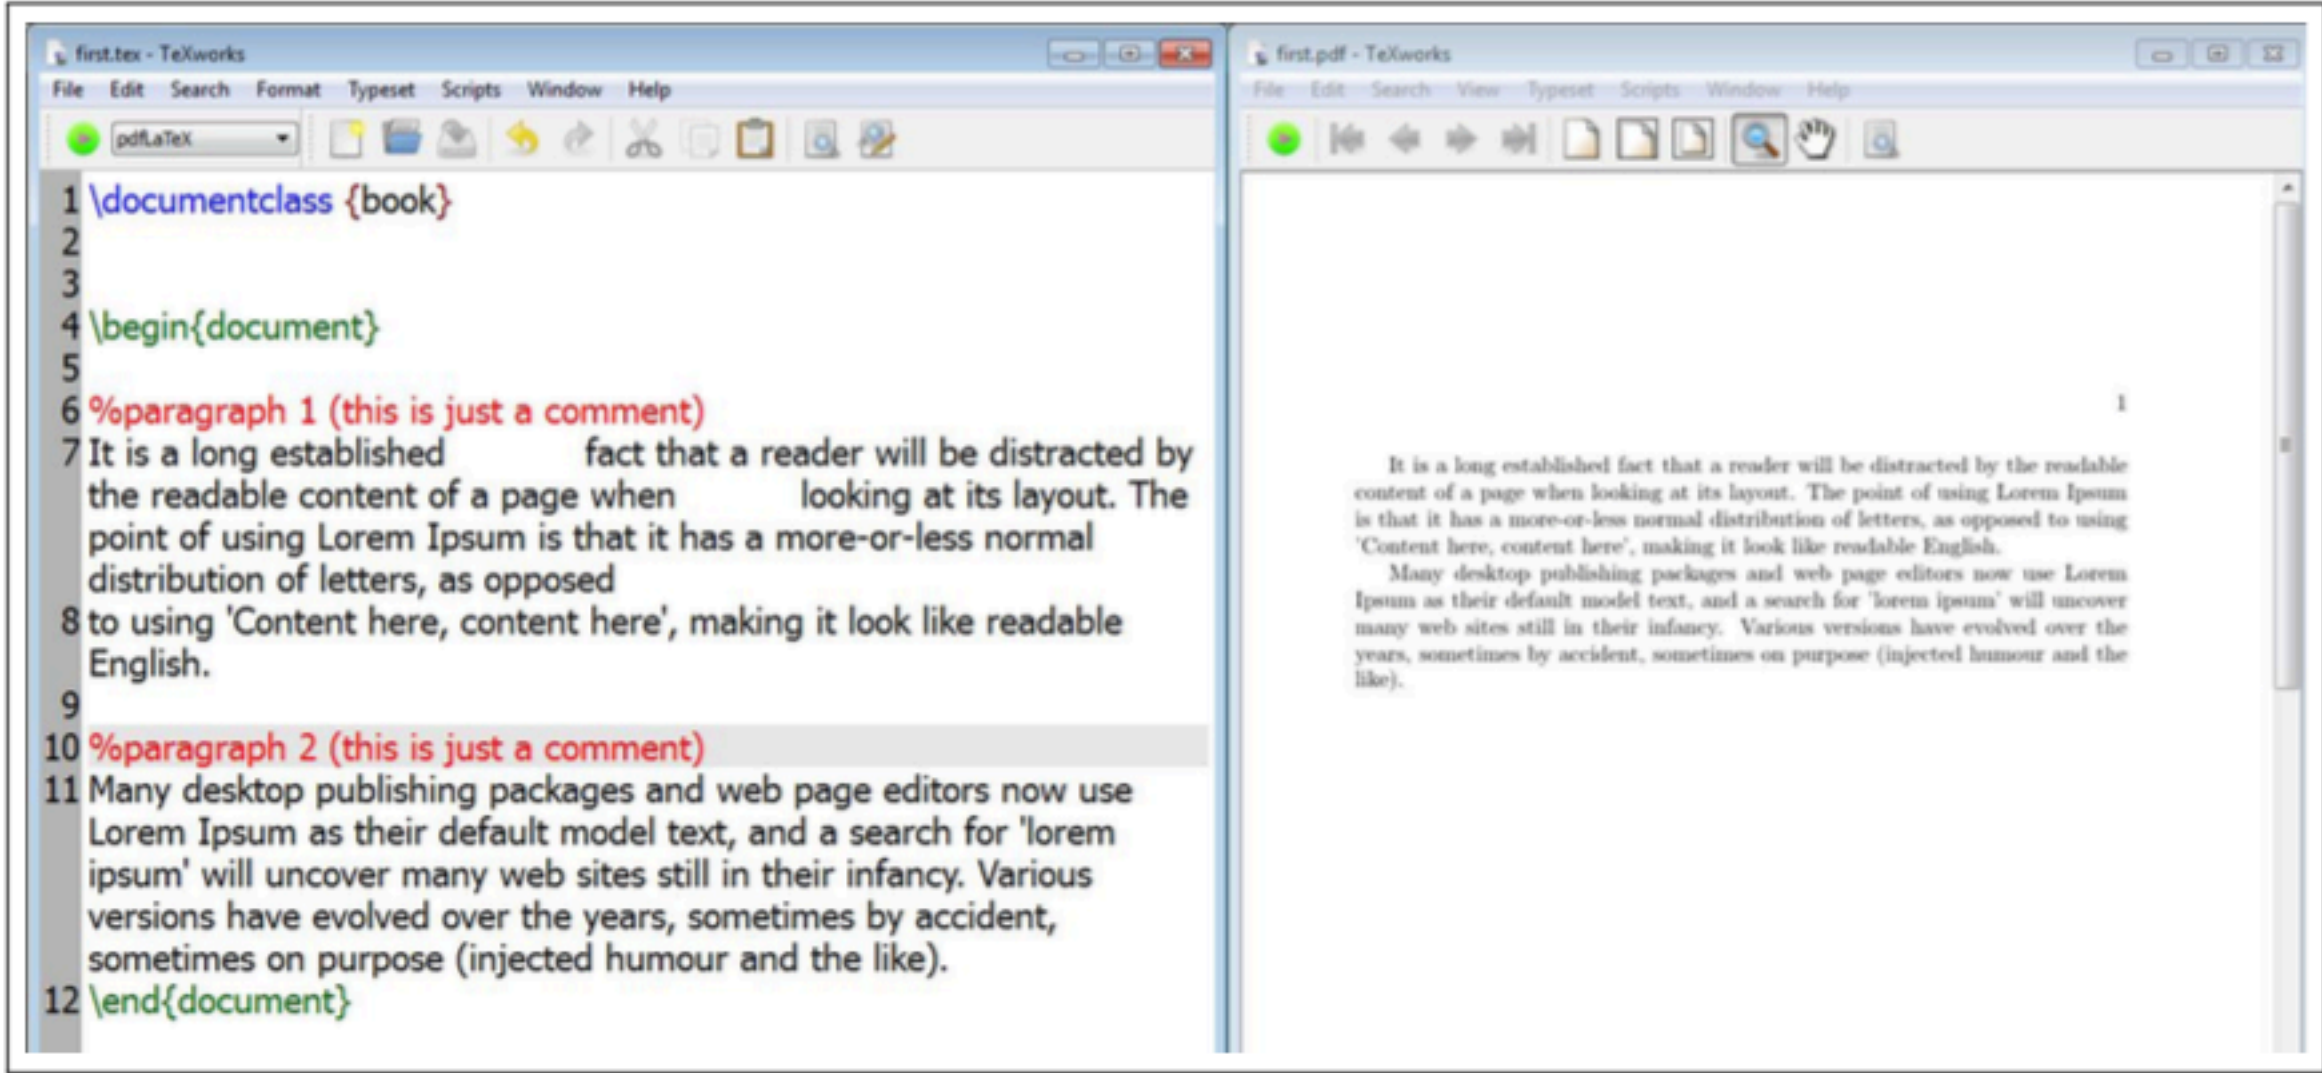 first.tex - TeXworks
File Edit Search Format Typeset Scripts Window Help
pdfLaTeX
1 \documentclass {book}
2
3
4 \begin{document}
5
6 %paragraph 1 (this is just a comment)
7 It is a long established fact that a reader will be distracted by
the readable content of a page when looking at its layout. The
point of using Lorem Ipsum is that it has a more-or-less normal
distribution of letters, as opposed
8 to using 'Content here, content here', making it look like readable
English.
9
10 %paragraph 2 (this is just a comment)
11 Many desktop publishing packages and web page editors now use
Lorem Ipsum as their default model text, and a search for 'lorem
ipsum' will uncover many web sites still in their infancy. Various
versions have evolved over the years, sometimes by accident,
sometimes on purpose (injected humour and the like).
12 \end{document}
first.pdf - TeXworks
File Edit Search View Typeset Scripts Window Help
1
It is a long established fact that a reader will be distracted by the readable
content of a page when looking at its layout. The point of using Lorem Ipsum
is that it has a more-or-less normal distribution of letters, as opposed to using
'Content here, content here', making it look like readable English.
Many desktop publishing packages and web page editors now use Lorem
Ipsum as their default model text, and a search for 'lorem ipsum' will uncover
many web sites still in their infancy. Various versions have evolved over the
years, sometimes by accident, sometimes on purpose (injected humour and the
like).